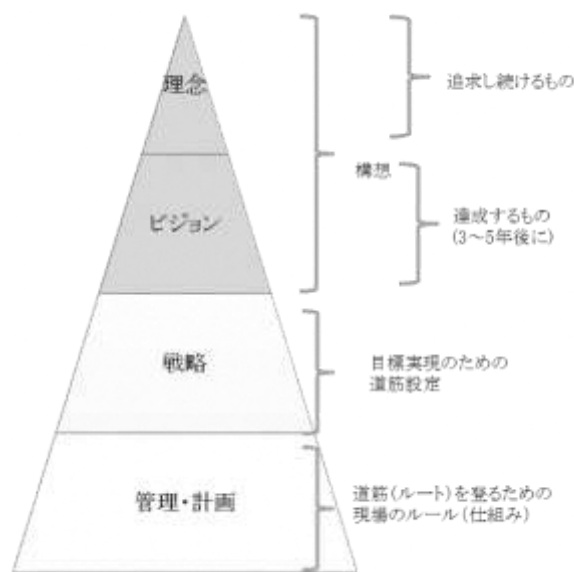 理念
追求し続けるもの
構想
ビジョン
達成するもの
(3～5年後に)
戦略
目標実現のための
道筋設定
管理・計画
道筋(ルート)を登るための
現場のルール(仕組み)